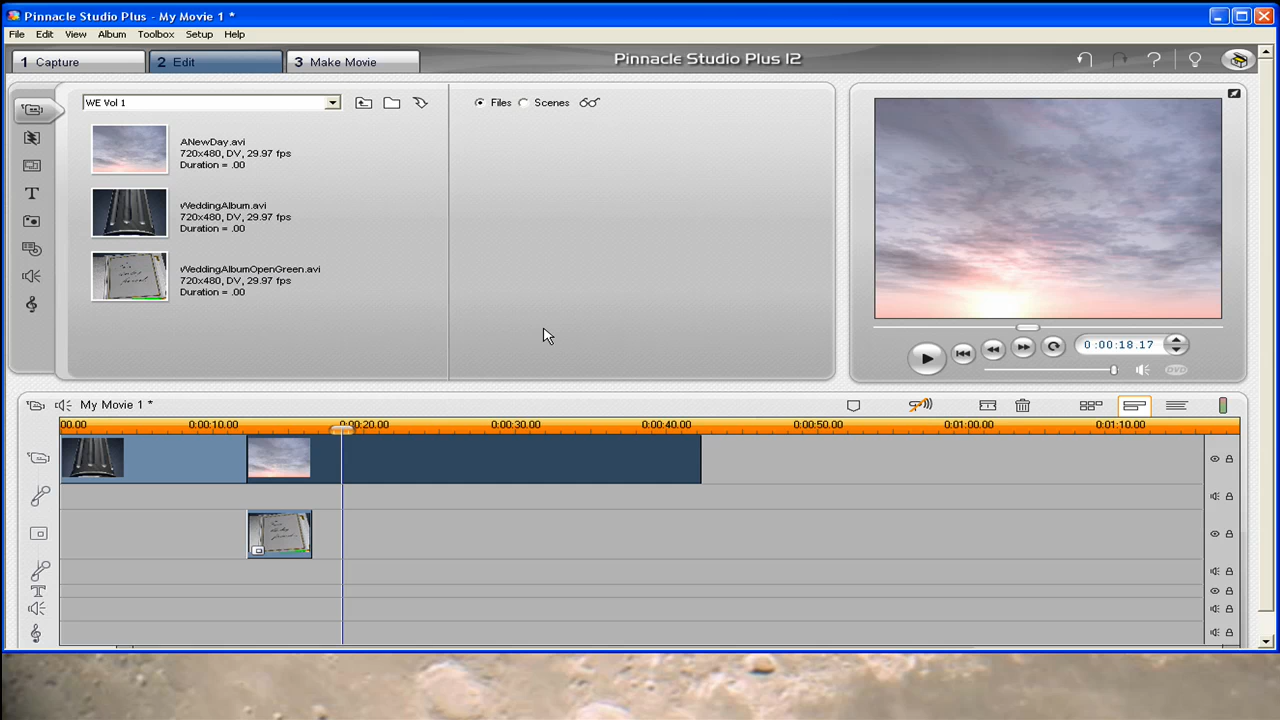 Pinnacle Studio Plus - My Movie 1 *
File Edit View Album Toolbox Setup Help
1 Capture 2 Edit 3 Make Movie Pinnacle Studio Plus 12
WE Vol 1
Files Scenes
ANewDay.avi
720x480, DV, 29.97 fps
Duration = .00
WeddingAlbum.avi
720x480, DV, 29.97 fps
Duration = .00
WeddingAlbumOpenGreen.avi
720x480, DV, 29.97 fps
Duration = .00
0:00:18.17
DVD
My Movie 1 *
00.00 0:00:10.00 0:00:20.00 0:00:30.00 0:00:40.00 0:00:50.00 0:01:00.00 0:01:10.00